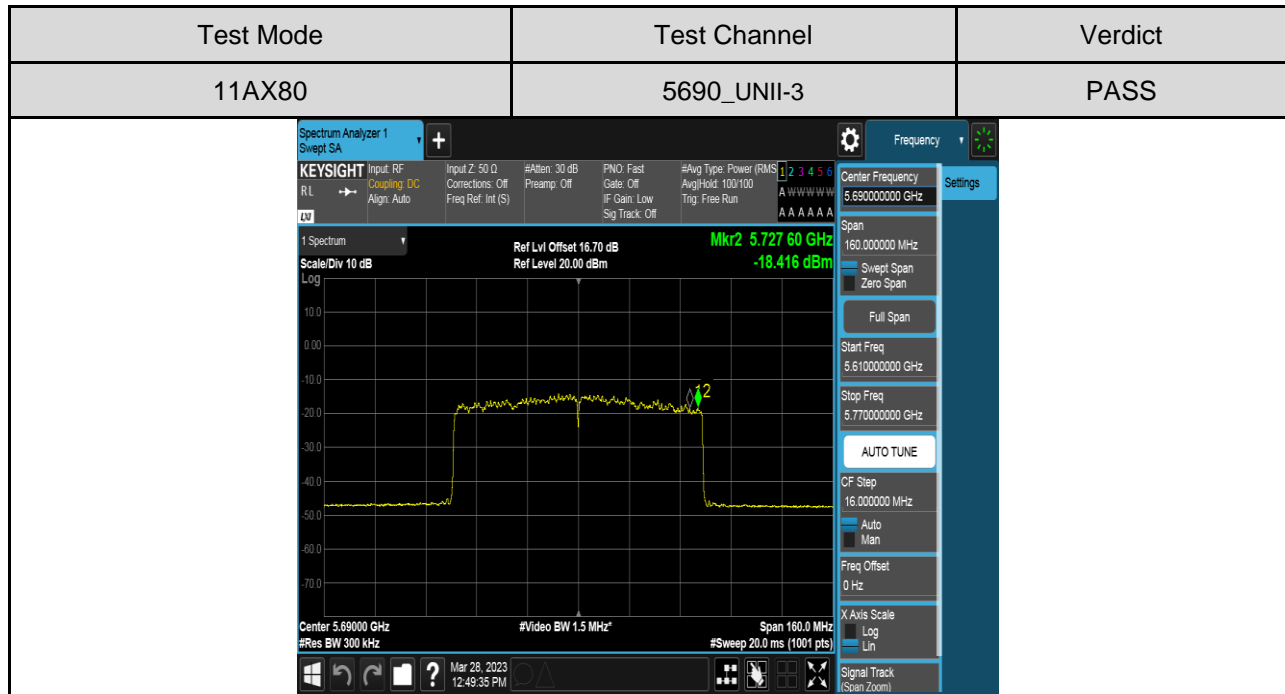 Test Mode Test Channel Verdict
11AX80 5690_UNII-3 PASS
Spectrum Analyzer 1
Swept SA
+
Frequency
KEYSIGHT
RL
LXI
Input: RF
Coupling: DC
Align: Auto
Input Z: 50 Ω
Corrections: Off
Freq Ref: Int (S)
#Atten: 30 dB
Preamp: Off
PNO: Fast
Gate: Off
IF Gain: Low
Sig Track: Off
#Avg Type: Power (RMS
Avg|Hold: 100/100
Trig: Free Run
1 2 3 4 5 6
A W W W W W
A A A A A A
1 Spectrum
Scale/Div 10 dB
Log
Ref Lvl Offset 16.70 dB
Ref Level 20.00 dBm
Mkr2 5.727 60 GHz
-18.416 dBm
10.0
0.00
-10.0
-20.0
-30.0
-40.0
-50.0
-60.0
-70.0
12
Center 5.69000 GHz
#Res BW 300 kHz
#Video BW 1.5 MHz*
Span 160.0 MHz
#Sweep 20.0 ms (1001 pts)
?
Mar 28, 2023
12:49:35 PM
Center Frequency
5.690000000 GHz
Settings
Span
160.000000 MHz
Swept Span
Zero Span
Full Span
Start Freq
5.610000000 GHz
Stop Freq
5.770000000 GHz
AUTO TUNE
CF Step
16.000000 MHz
Auto
Man
Freq Offset
0 Hz
X Axis Scale
Log
Lin
Signal Track
(Span Zoom)